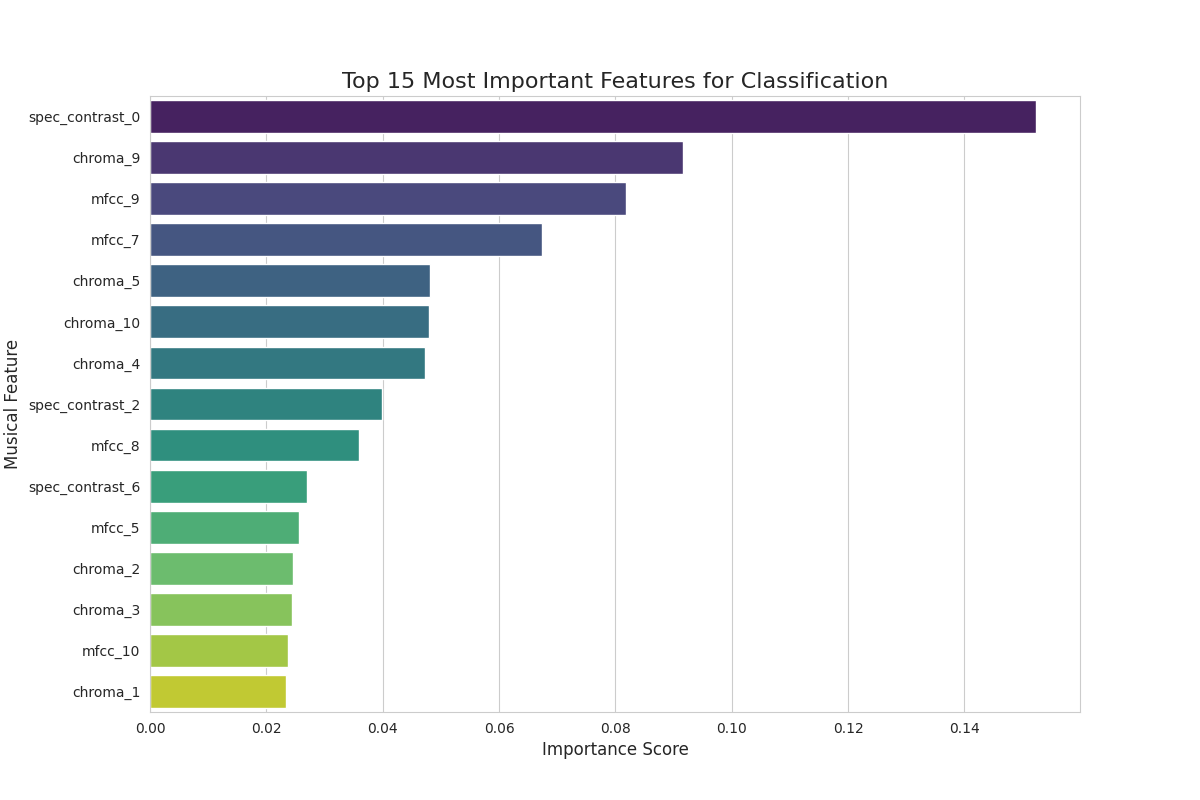 Top 15 Most Important Features for Classification
Musical Feature
spec_contrast_0
chroma_9
mfcc_9
mfcc_7
chroma_5
chroma_10
chroma_4
spec_contrast_2
mfcc_8
spec_contrast_6
mfcc_5
chroma_2
chroma_3
mfcc_10
chroma_1
0.00 0.02 0.04 0.06 0.08 0.10 0.12 0.14
Importance Score